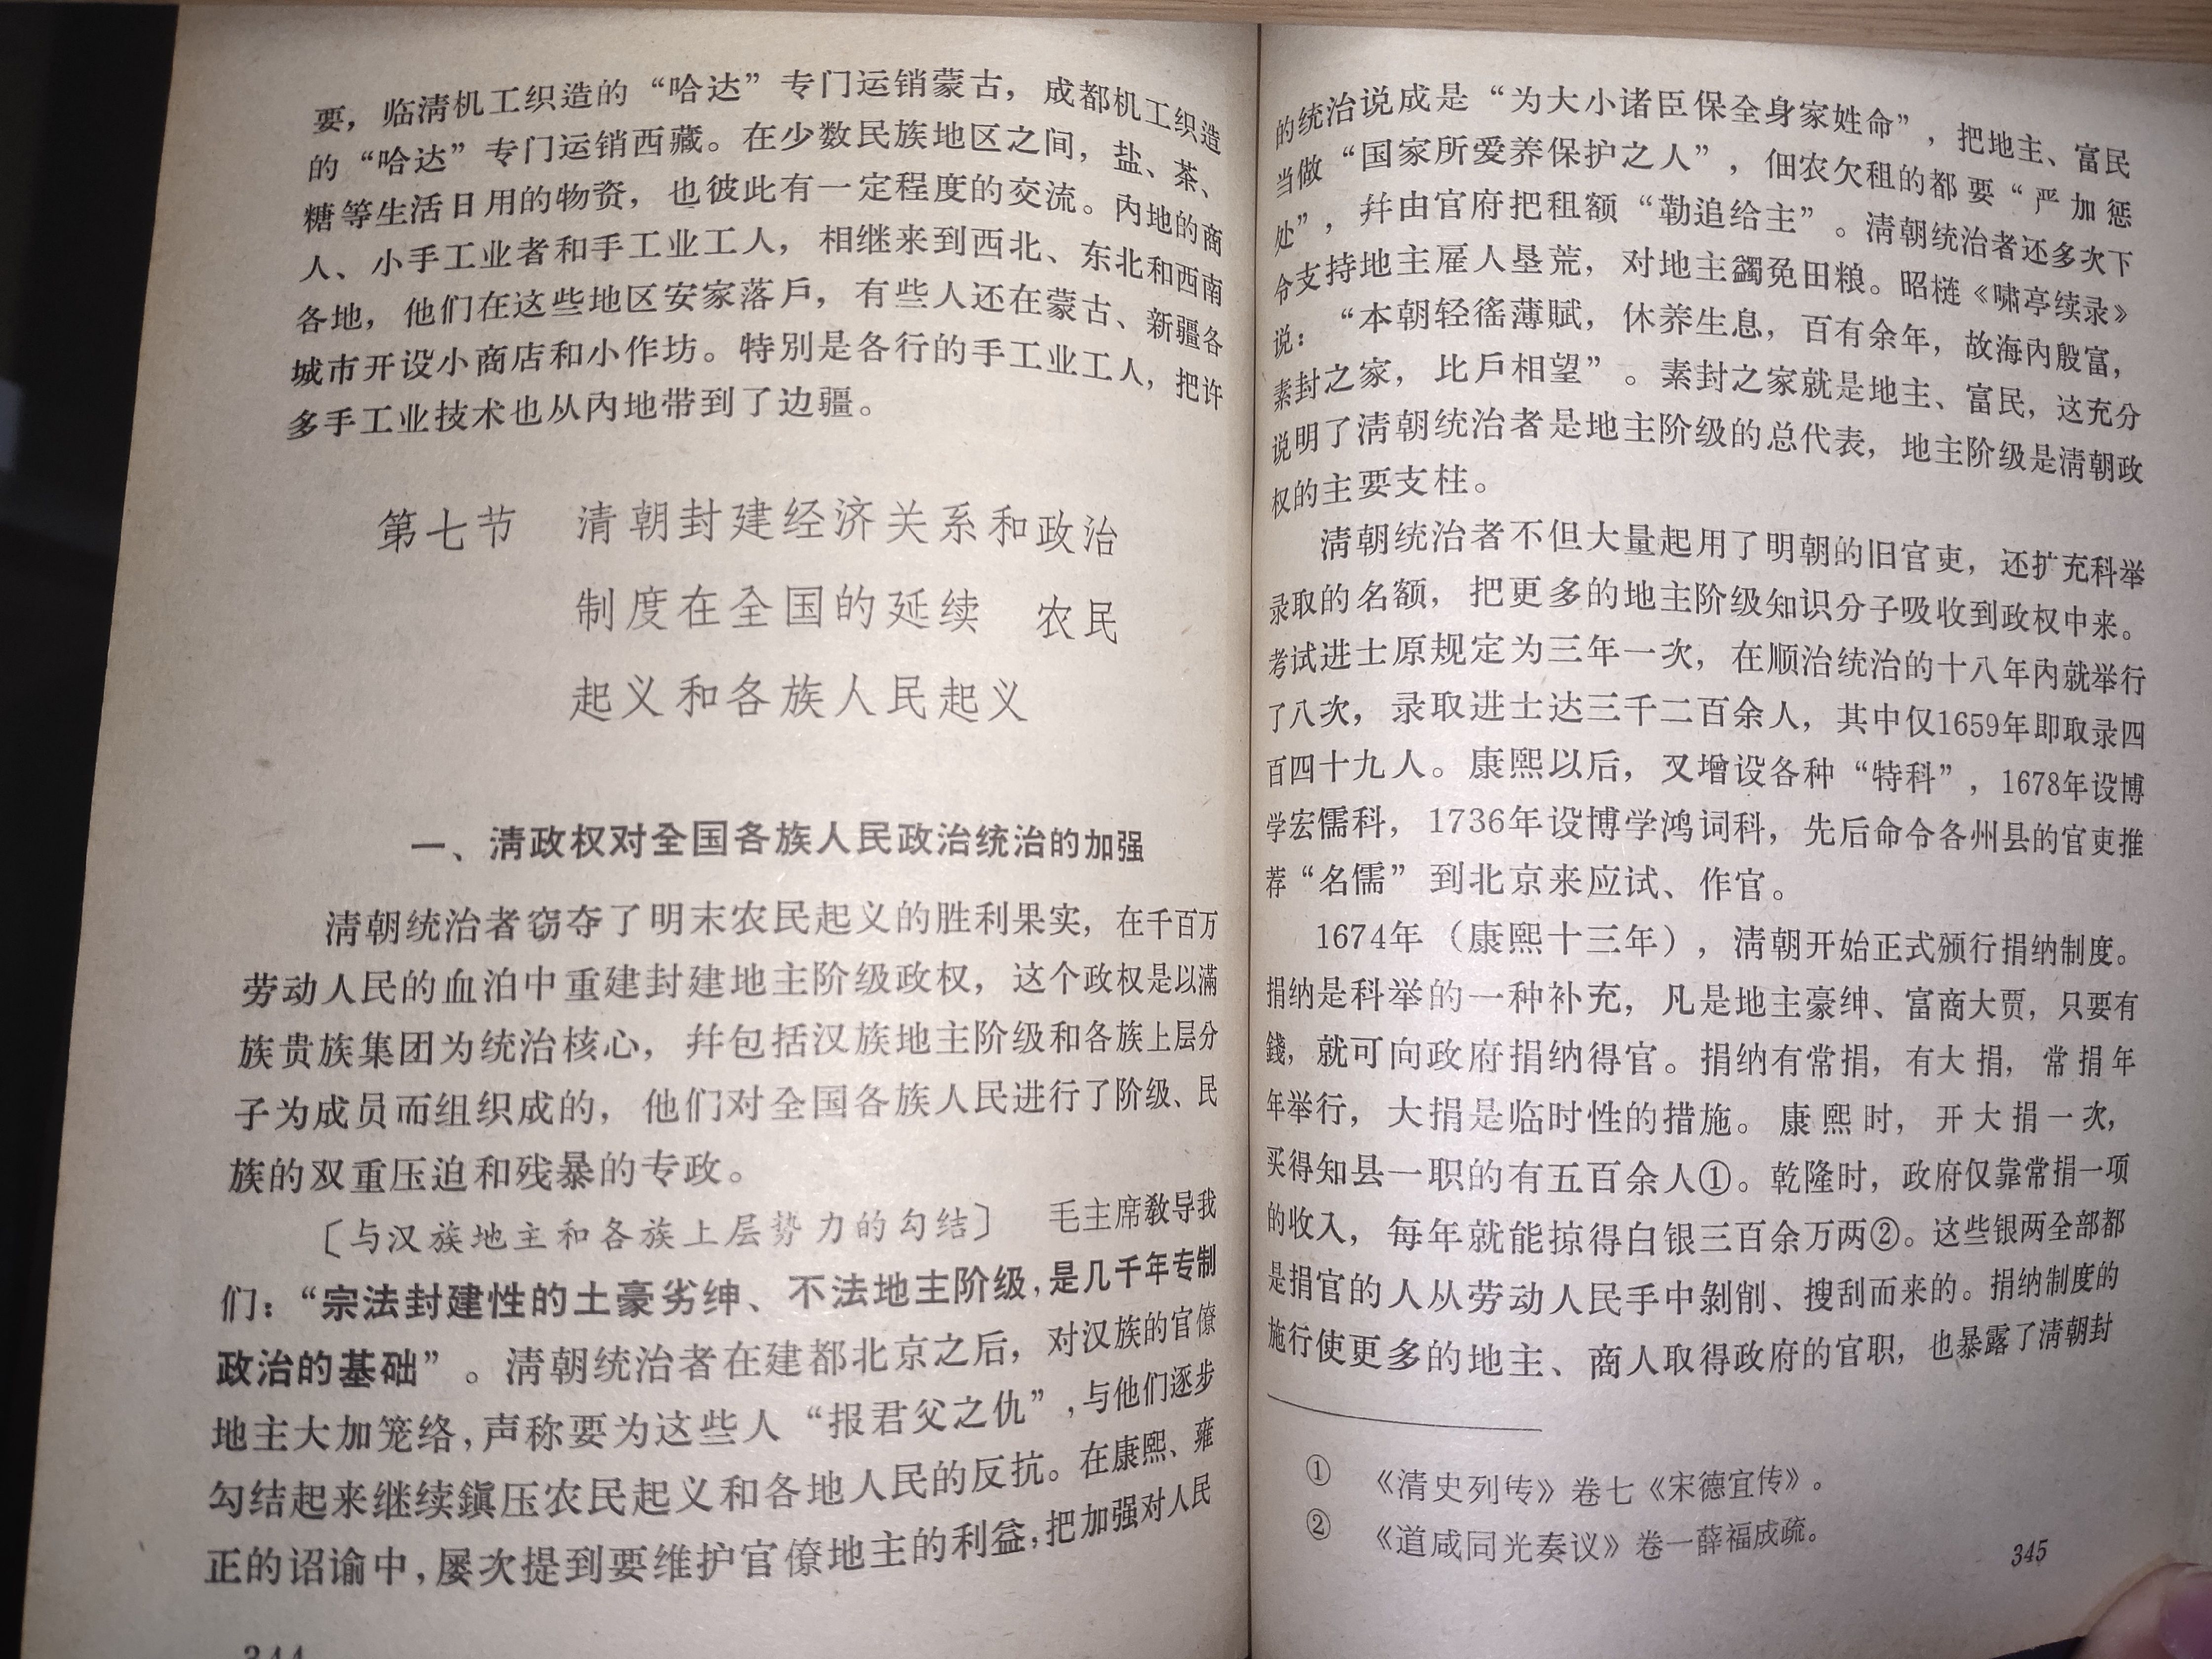 要，临清机工织造的“哈达”专门运销蒙古，成都机工织造
的“哈达”专门运销西藏。在少数民族地区之间，盐、茶、
糖等生活日用的物资，也彼此有一定程度的交流。内地的商
人、小手工业者和手工业工人，相继来到西北、东北和西南
各地，他们在这些地区安家落戶，有些人还在蒙古、新疆各
城市开设小商店和小作坊。特别是各行的手工业工人，把许
多手工业技术也从內地带到了边疆。
第七节　清朝封建经济关系和政治
制度在全国的延续　农民
起义和各族人民起义
一、清政权对全国各族人民政治统治的加强
清朝统治者窃夺了明末农民起义的胜利果实，在千百万
劳动人民的血泊中重建封建地主阶级政权，这个政权是以滿
族贵族集团为统治核心，幷包括汉族地主阶级和各族上层分
子为成员而组织成的，他们对全国各族人民进行了阶级、民
族的双重压迫和残暴的专政。
〔与汉族地主和各族上层势力的勾结〕　毛主席教导我
们：“宗法封建性的土豪劣绅、不法地主阶级，是几千年专制
政治的基础”。清朝统治者在建都北京之后，对汉族的官僚
地主大加笼络，声称要为这些人“报君父之仇”，与他们逐步
勾结起来继续鎭压农民起义和各地人民的反抗。在康熙、雍
正的诏谕中，屡次提到要维护官僚地主的利益，把加强对人民
344
的统治说成是“为大小诸臣保全身家姓命”，把地主、富民
当做“国家所爱养保护之人”，佃农欠租的都要“严加惩
处”，幷由官府把租额“勒追给主”。清朝统治者还多次下
令支持地主雇人垦荒，对地主蠲免田粮。昭梿《啸亭续录》
说：“本朝轻徭薄赋，休养生息，百有余年，故海內殷富，
素封之家，比戶相望”。素封之家就是地主、富民，这充分
说明了清朝统治者是地主阶级的总代表，地主阶级是清朝政
权的主要支柱。
清朝统治者不但大量起用了明朝的旧官吏，还扩充科举
录取的名额，把更多的地主阶级知识分子吸收到政权中来。
考试进士原规定为三年一次，在顺治统治的十八年內就举行
了八次，录取进士达三千二百余人，其中仅1659年即取录四
百四十九人。康熙以后，又增设各种“特科”，1678年设博
学宏儒科，1736年设博学鸿词科，先后命令各州县的官吏推
荐“名儒”到北京来应试、作官。
1674年（康熙十三年），清朝开始正式颁行捐纳制度。
捐纳是科举的一种补充，凡是地主豪绅、富商大贾，只要有
錢，就可向政府捐纳得官。捐纳有常捐，有大捐，常捐年
年举行，大捐是临时性的措施。康熙时，开大捐一次，
买得知县一职的有五百余人①。乾隆时，政府仅靠常捐一项
的收入，每年就能掠得白银三百余万两②。这些银两全部都
是捐官的人从劳动人民手中剝削、搜刮而来的。捐纳制度的
施行使更多的地主、商人取得政府的官职，也暴露了清朝封
①　《清史列传》卷七《宋德宜传》。
②　《道咸同光奏议》卷一薛福成疏。
345